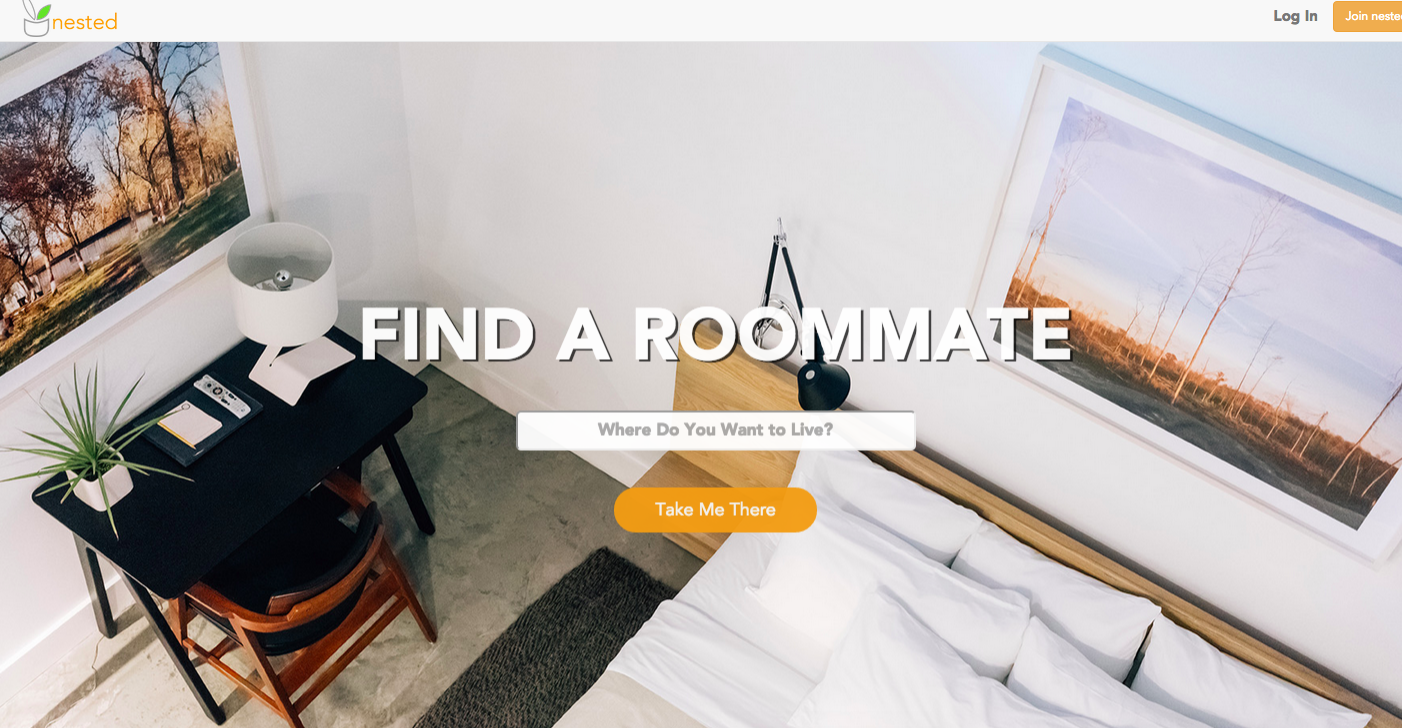 nested
Log In
Join neste
FIND A ROOMMATE
Where Do You Want to Live?
Take Me There